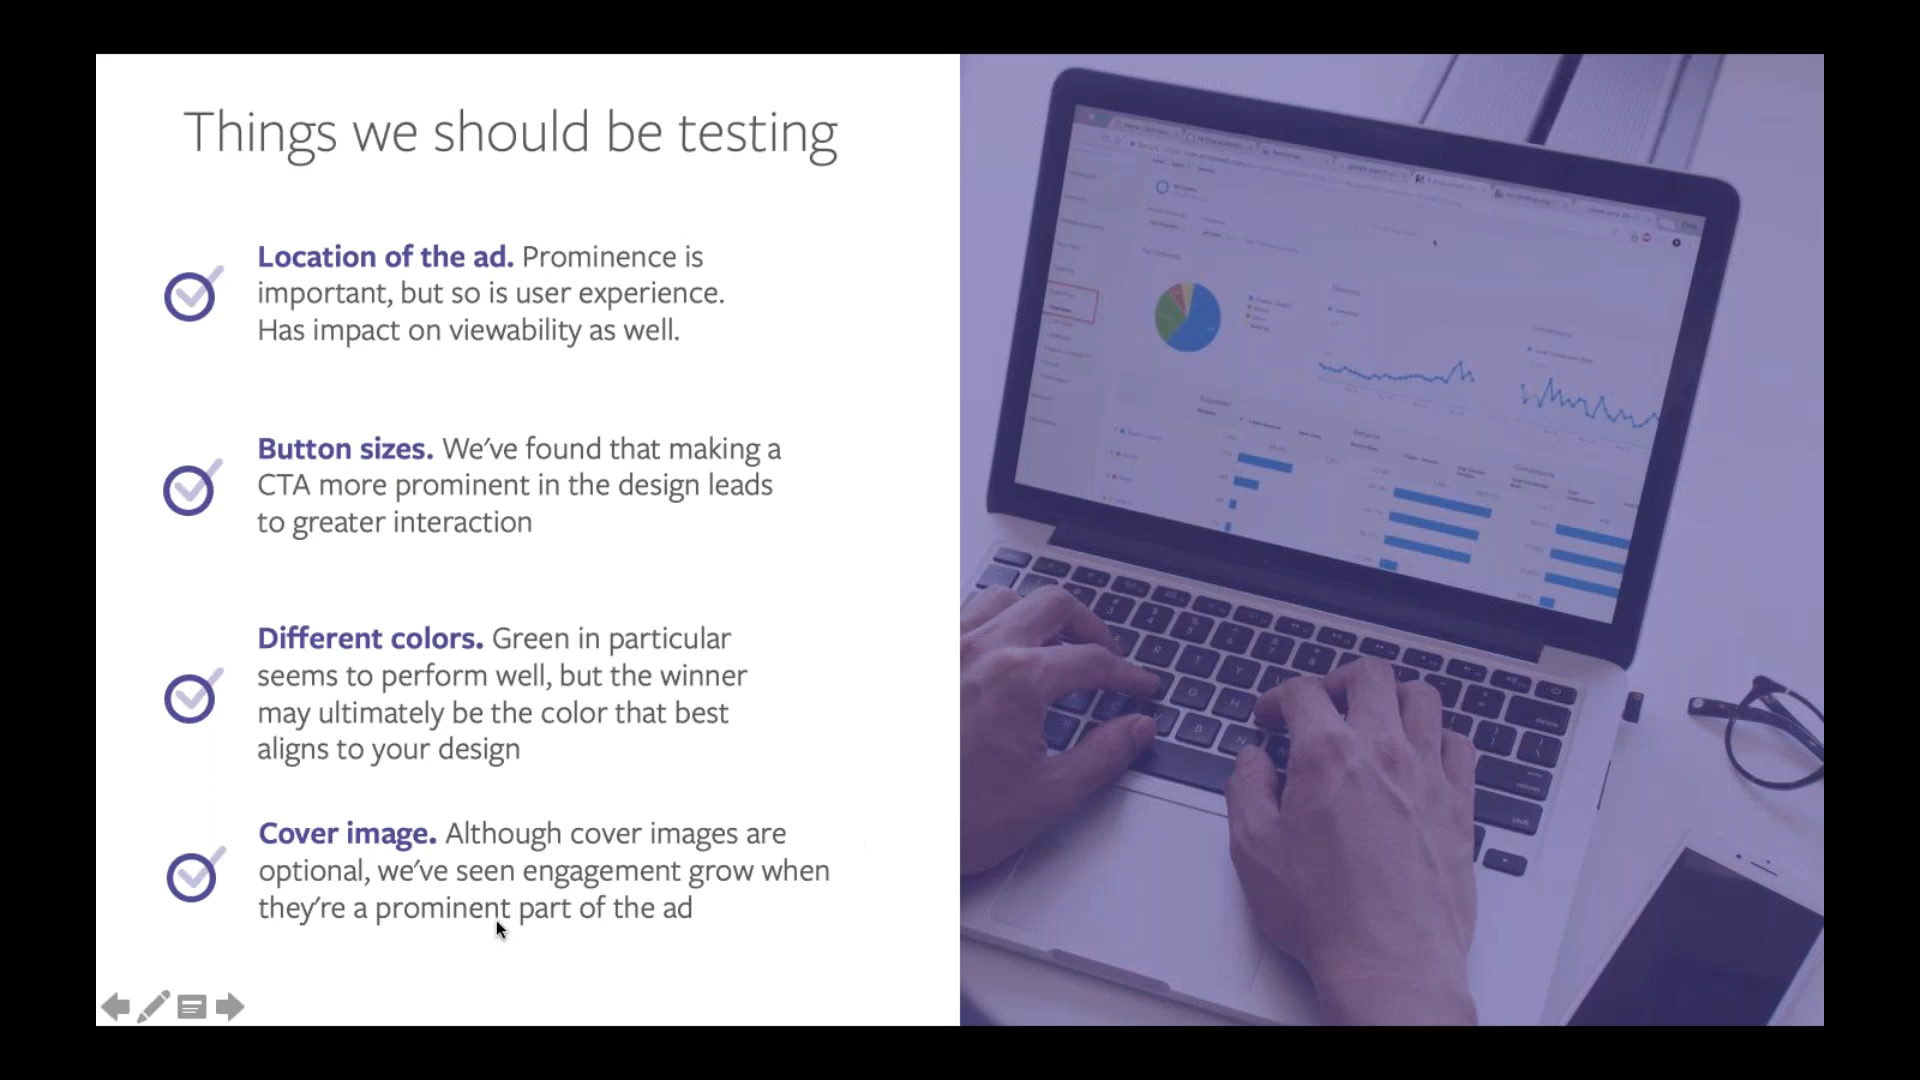 Things we should be testing
Location of the ad. Prominence is
important, but so is user experience.
Has impact on viewability as well.
Button sizes. We've found that making a
CTA more prominent in the design leads
to greater interaction
Different colors. Green in particular
seems to perform well, but the winner
may ultimately be the color that best
aligns to your design
Cover image. Although cover images are
optional, we've seen engagement grow when
they're a prominent part of the ad